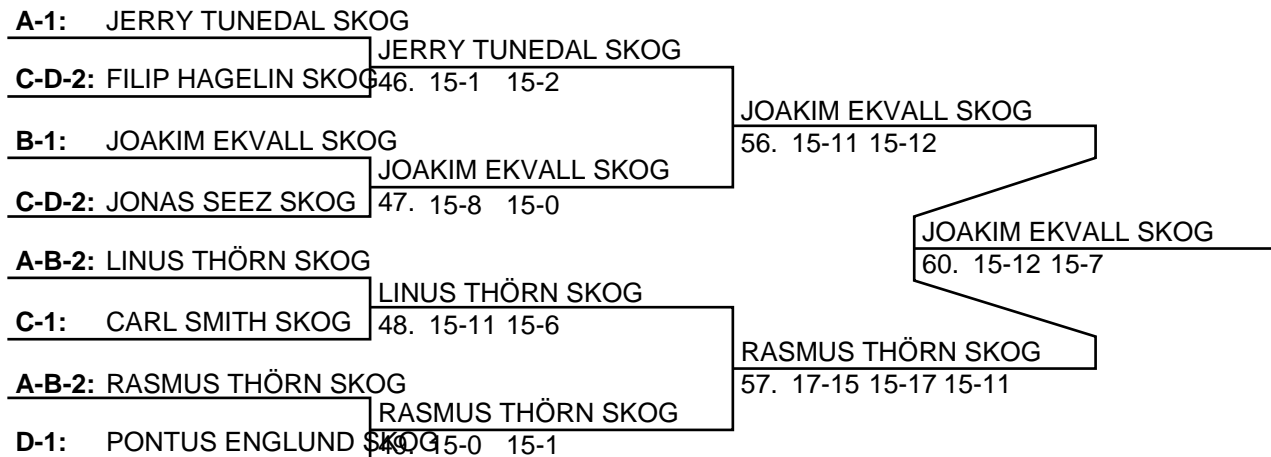 A-1: JERRY TUNEDAL SKOG
JERRY TUNEDAL SKOG
C-D-2: FILIP HAGELIN SKOG
46. 15-1 15-2
JOAKIM EKVALL SKOG
B-1: JOAKIM EKVALL SKOG
56. 15-11 15-12
JOAKIM EKVALL SKOG
C-D-2: JONAS SEEZ SKOG
47. 15-8 15-0
JOAKIM EKVALL SKOG
A-B-2: LINUS THÖRN SKOG
60. 15-12 15-7
LINUS THÖRN SKOG
C-1: CARL SMITH SKOG
48. 15-11 15-6
RASMUS THÖRN SKOG
A-B-2: RASMUS THÖRN SKOG
57. 17-15 15-17 15-11
RASMUS THÖRN SKOG
D-1: PONTUS ENGLUND SKOG
49. 15-0 15-1